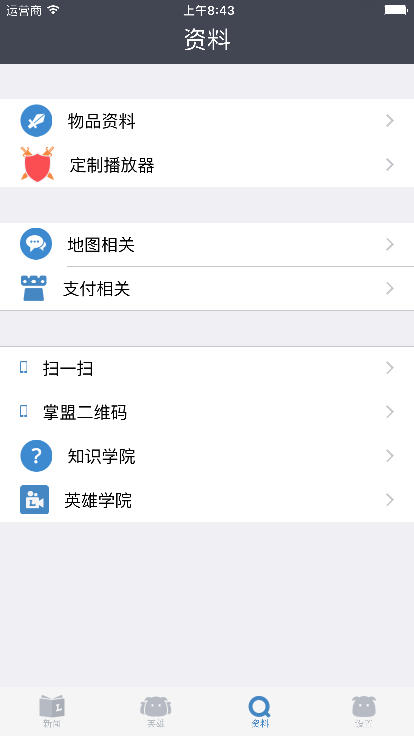 运营商 上午8:43
资料
物品资料
定制播放器
地图相关
支付相关
扫一扫
掌盟二维码
知识学院
英雄学院
新闻 英雄 资料 设置